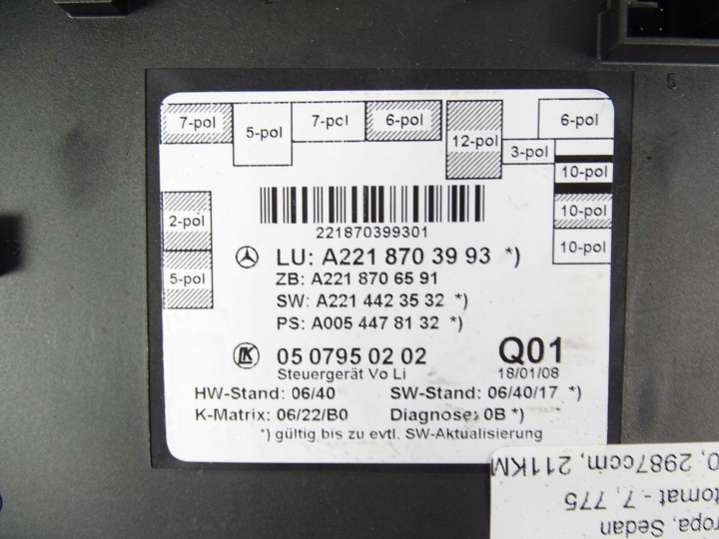 5
7-pol 5-pol 7-pcl 6-pol 12-pol 3-pol 6-pol
10-pol
2-pol 10-pol
5-pol 10-pol
221870399301
LU: A221 870 39 93 *)
ZB: A221 870 65 91
SW: A221 442 35 32 *)
PS: A005 447 81 32 *)
LK 05 0795 02 02 Q01
Steuergerät Vo Li 18/01/08
HW-Stand: 06/40 SW-Stand: 06/40/17 *)
K-Matrix: 06/22/B0 Diagnose: 0B *)
*) gültig bis zu evtl. SW-Aktualisierung
ropa, Sedan
tomat - 7, 775
0, 2987ccm, 211KM